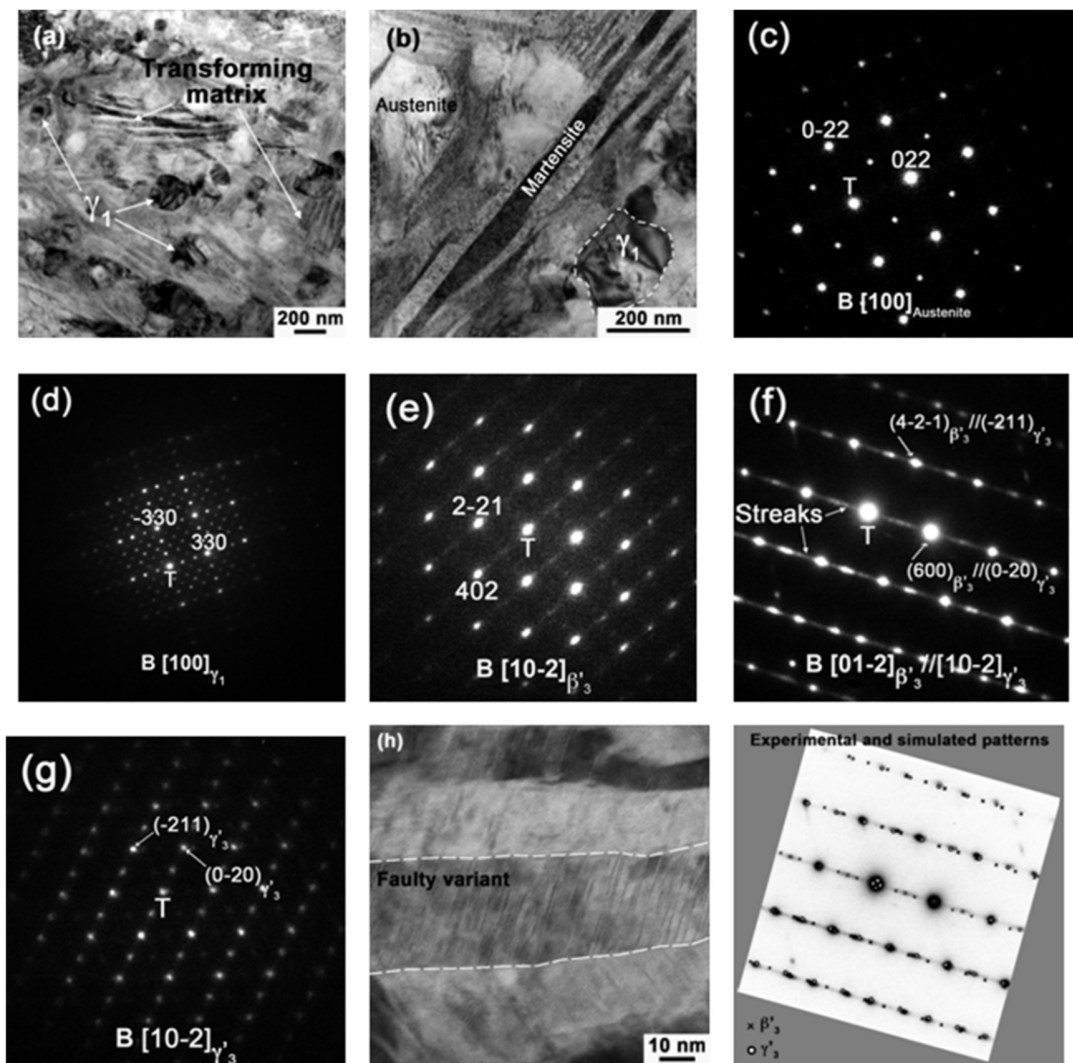 (a)
Transforming
matrix
γ1
200 nm
(b)
Austenite
Martensite
γ1
200 nm
(c)
0-22
022
T
B [100]Austenite
(d)
-330
330
T
B [100]γ1
(e)
2-21
T
402
B [10-2]β'3
(f)
(4-2-1)β'3//(-211)γ'3
Streaks
T
(600)β'3//(0-20)γ'3
B [01-2]β'3//[10-2]γ'3
(g)
(-211)γ'3
(0-20)γ'3
T
B [10-2]γ'3
(h)
Faulty variant
10 nm
Experimental and simulated patterns
× β'3
o γ'3